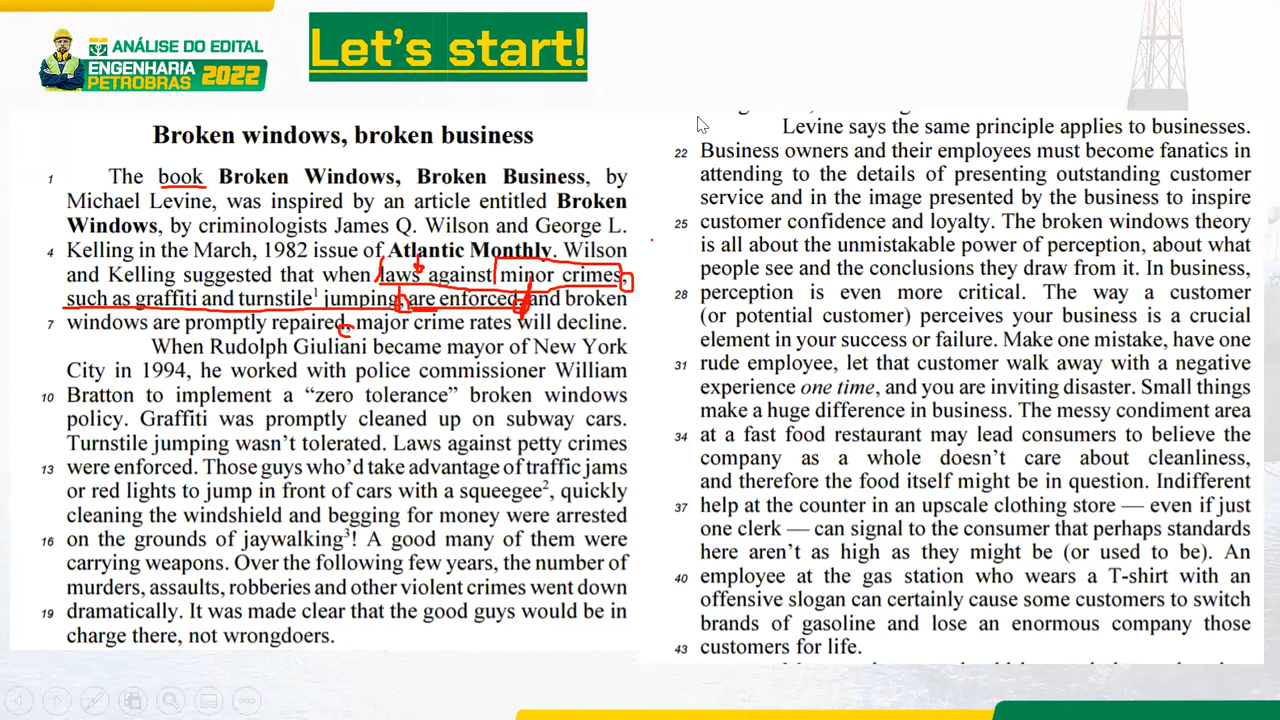 ANÁLISE DO EDITAL
ENGENHARIA
PETROBRAS 2022
Let's start!
Broken windows, broken business
1 The book Broken Windows, Broken Business, by
Michael Levine, was inspired by an article entitled Broken
Windows, by criminologists James Q. Wilson and George L.
4 Kelling in the March, 1982 issue of Atlantic Monthly. Wilson
and Kelling suggested that when laws against minor crimes,
such as graffiti and turnstile¹ jumping, are enforced, and broken
7 windows are promptly repaired, major crime rates will decline.
When Rudolph Giuliani became mayor of New York
City in 1994, he worked with police commissioner William
10 Bratton to implement a “zero tolerance” broken windows
policy. Graffiti was promptly cleaned up on subway cars.
Turnstile jumping wasn’t tolerated. Laws against petty crimes
13 were enforced. Those guys who’d take advantage of traffic jams
or red lights to jump in front of cars with a squeegee², quickly
cleaning the windshield and begging for money were arrested
16 on the grounds of jaywalking³! A good many of them were
carrying weapons. Over the following few years, the number of
murders, assaults, robberies and other violent crimes went down
19 dramatically. It was made clear that the good guys would be in
charge there, not wrongdoers.
Levine says the same principle applies to businesses.
22 Business owners and their employees must become fanatics in
attending to the details of presenting outstanding customer
service and in the image presented by the business to inspire
25 customer confidence and loyalty. The broken windows theory
is all about the unmistakable power of perception, about what
people see and the conclusions they draw from it. In business,
28 perception is even more critical. The way a customer
(or potential customer) perceives your business is a crucial
element in your success or failure. Make one mistake, have one
31 rude employee, let that customer walk away with a negative
experience one time, and you are inviting disaster. Small things
make a huge difference in business. The messy condiment area
34 at a fast food restaurant may lead consumers to believe the
company as a whole doesn’t care about cleanliness,
and therefore the food itself might be in question. Indifferent
37 help at the counter in an upscale clothing store — even if just
one clerk — can signal to the consumer that perhaps standards
here aren’t as high as they might be (or used to be). An
40 employee at the gas station who wears a T-shirt with an
offensive slogan can certainly cause some customers to switch
brands of gasoline and lose an enormous company those
43 customers for life.